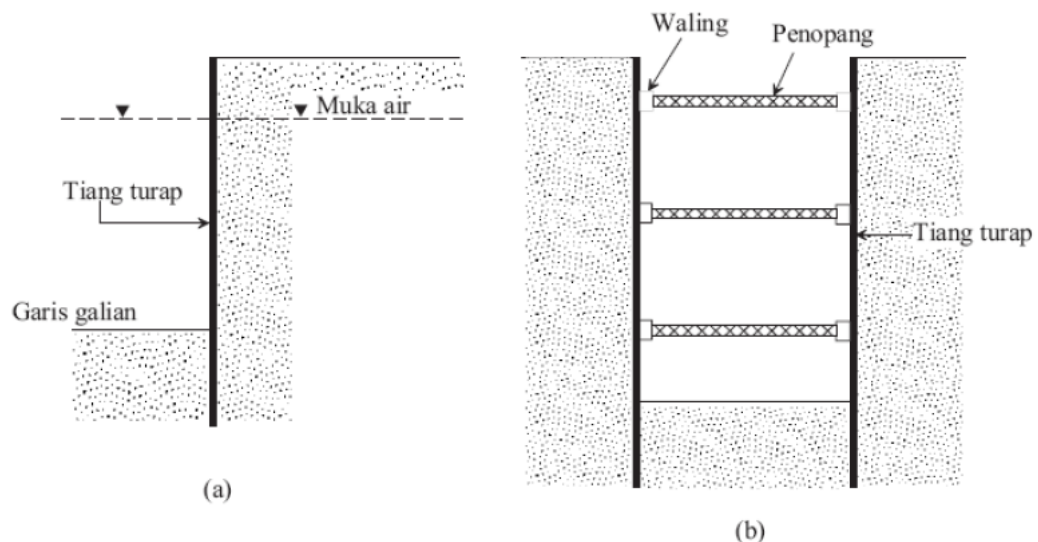 Muka air
Tiang turap
Garis galian
(a)
Waling
Penopang
Tiang turap
(b)